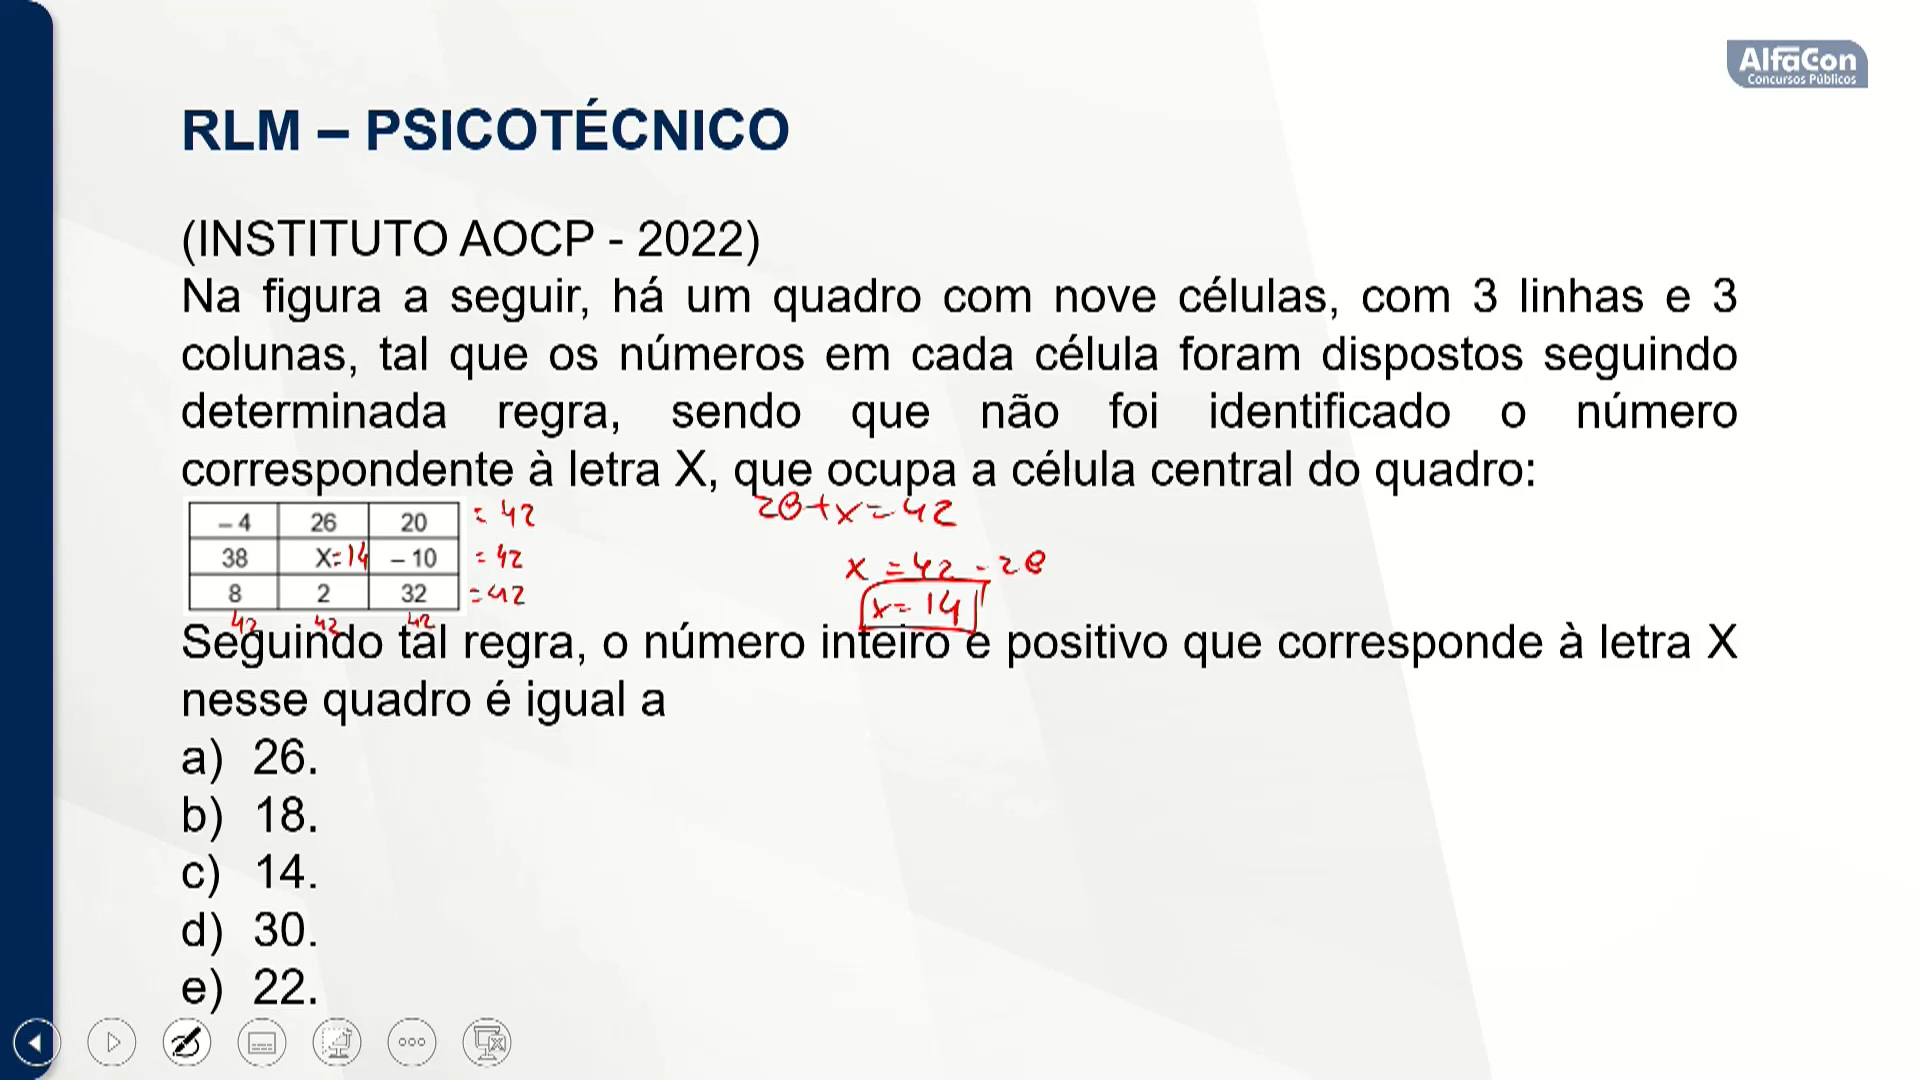 AlfaCon
Concursos Públicos
RLM – PSICOTÉCNICO
(INSTITUTO AOCP - 2022)
Na figura a seguir, há um quadro com nove células, com 3 linhas e 3
colunas, tal que os números em cada célula foram dispostos seguindo
determinada regra, sendo que não foi identificado o número
correspondente à letra X, que ocupa a célula central do quadro:
– 4 26 20 = 42
38 X=14 – 10 = 42
8 2 32 = 42
42 42 42
28+x=42
x = 42 - 28
x= 14
Seguindo tal regra, o número inteiro e positivo que corresponde à letra X
nesse quadro é igual a
a) 26.
b) 18.
c) 14.
d) 30.
e) 22.